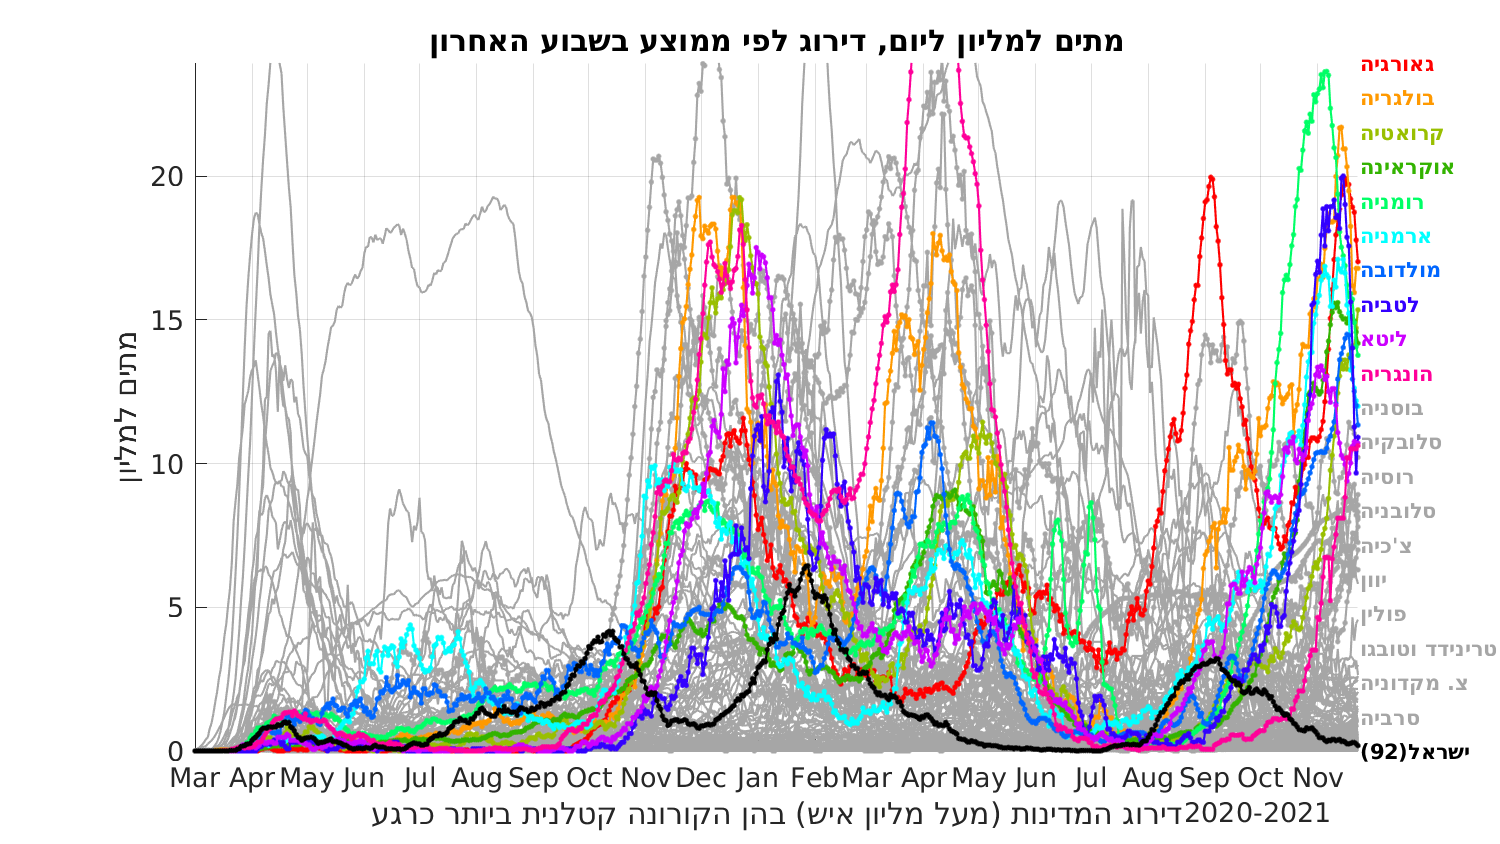 מתים למליון ליום, דירוג לפי ממוצע בשבוע האחרון
מתים למליון
20
15
10
5
0
Mar Apr May Jun Jul Aug Sep Oct Nov Dec Jan Feb Mar Apr May Jun Jul Aug Sep Oct Nov
דירוג המדינות (מעל מליון איש) בהן הקורונה קטלנית ביותר כרגע2020-2021
גאורגיה
בולגריה
קרואטיה
אוקראינה
רומניה
ארמניה
מולדובה
לטביה
ליטא
הונגריה
בוסניה
סלובקיה
רוסיה
סלובניה
צ'כיה
יוון
פולין
טרינידד וטובגו
צ. מקדוניה
סרביה
ישראל(92)